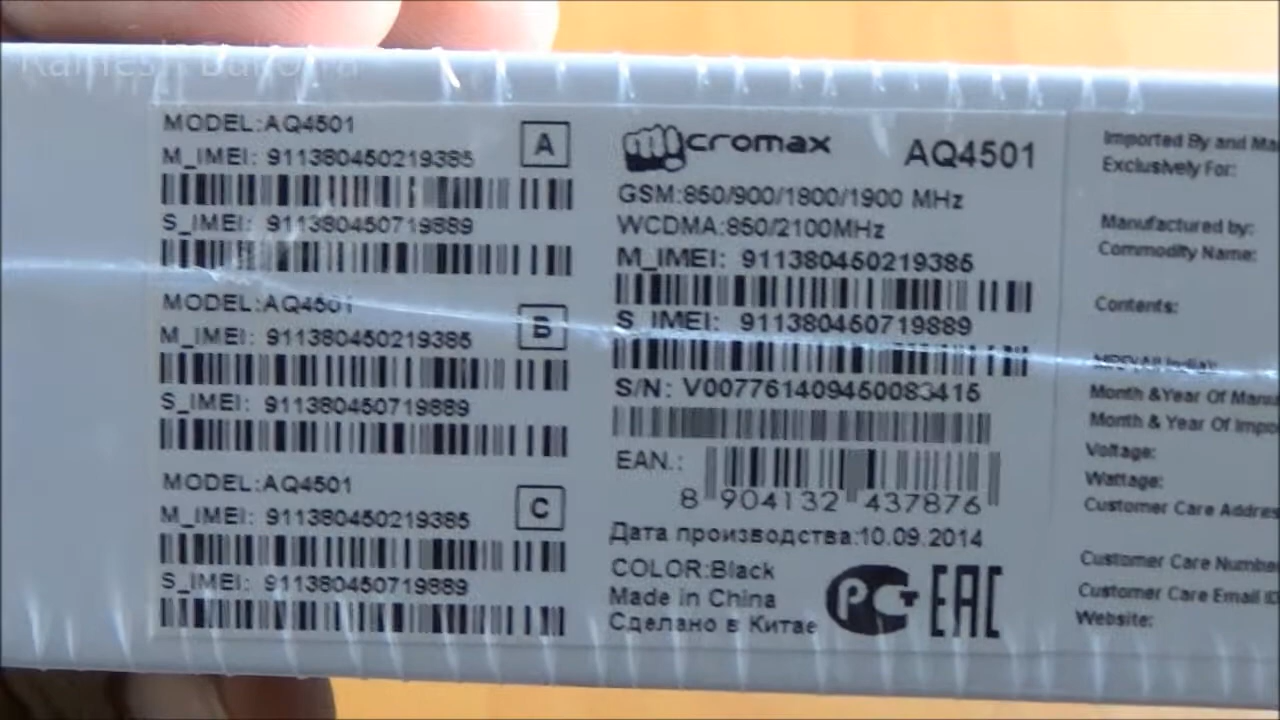 MODEL:AQ4501
A
M_IMEI: 911380450219385
S_IMEI: 911380450719889
MODEL:AQ4501
B
M_IMEI: 911380450219385
S_IMEI: 911380450719889
MODEL:AQ4501
C
M_IMEI: 911380450219385
S_IMEI: 911380450719889
cromax AQ4501
GSM:850/900/1800/1900 MHz
WCDMA:850/2100MHz
M_IMEI: 911380450219385
S_IMEI: 911380450719889
S/N: V007761409450083415
EAN.:
8 904132 437876
Дата производства:10.09.2014
COLOR:Black
Made in China
Сделано в Китае
РСТ ЕАС
Imported By and
Exclusively For:
Manufactured by:
Commodity Name:
Contents:
Month &Year Of
Month & Year Of
Voltage:
Wattage:
Customer Care
Customer Care
Customer Care Email
Website: